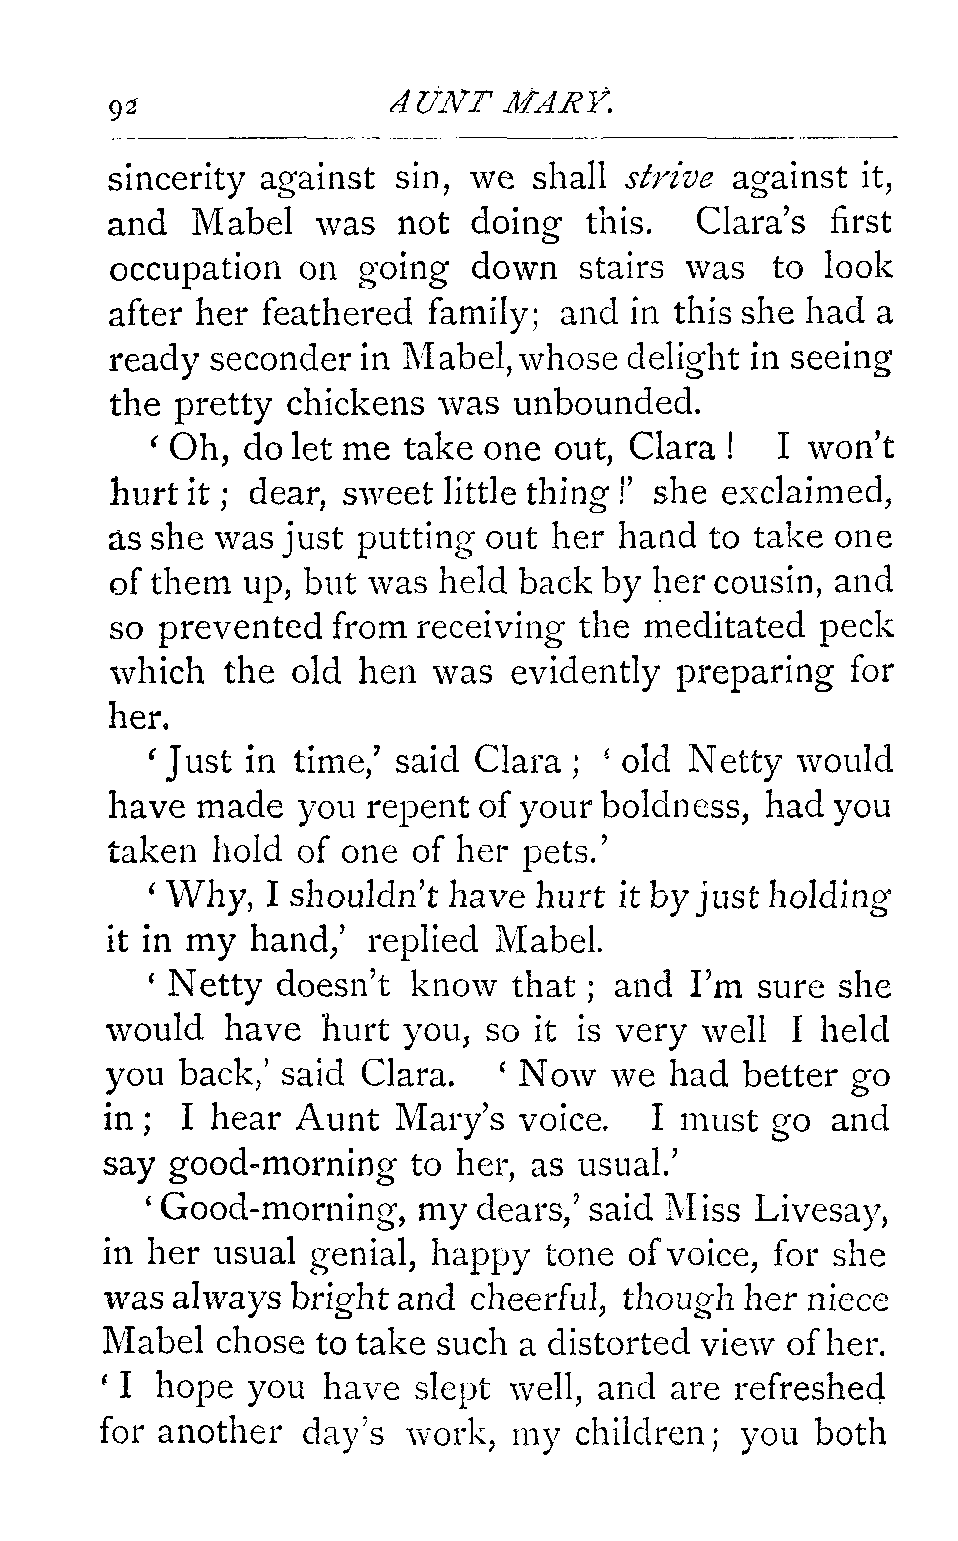 92 AUNT MARY.
sincerity against sin, we shall strive against it,
and Mabel was not doing this. Clara's first
occupation on going down stairs was to look
after her feathered family; and in this she had a
ready seconder in Mabel, whose delight in seeing
the pretty chickens was unbounded.
‘ Oh, do let me take one out, Clara ! I won't
hurt it ; dear, sweet little thing !’ she exclaimed,
as she was just putting out her hand to take one
of them up, but was held back by her cousin, and
so prevented from receiving the meditated peck
which the old hen was evidently preparing for
her.
‘ Just in time,’ said Clara ; ‘ old Netty would
have made you repent of your boldness, had you
taken hold of one of her pets.’
‘ Why, I shouldn't have hurt it by just holding
it in my hand,’ replied Mabel.
‘ Netty doesn't know that ; and I'm sure she
would have hurt you, so it is very well I held
you back,’ said Clara. ‘ Now we had better go
in ; I hear Aunt Mary's voice. I must go and
say good-morning to her, as usual.’
‘ Good-morning, my dears,’ said Miss Livesay,
in her usual genial, happy tone of voice, for she
was always bright and cheerful, though her niece
Mabel chose to take such a distorted view of her.
‘ I hope you have slept well, and are refreshed
for another day's work, my children; you both